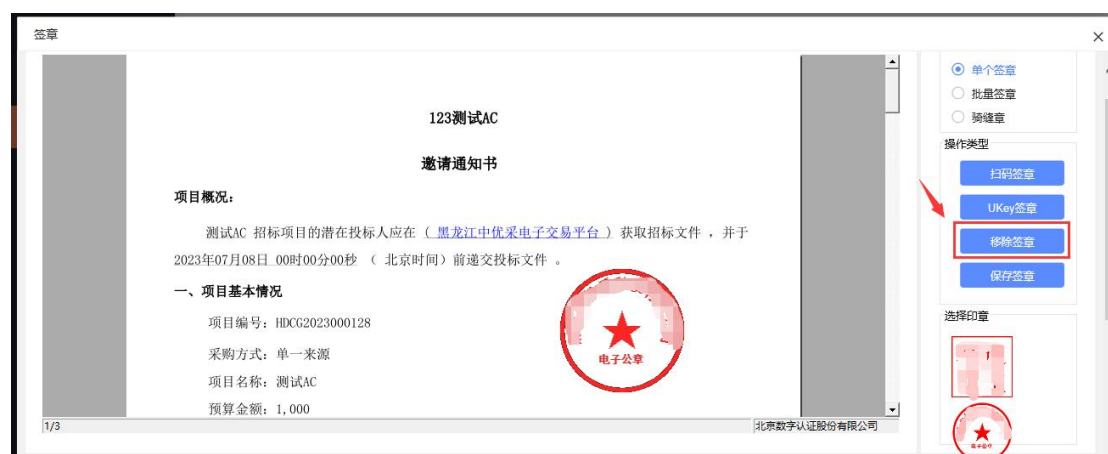 签章
123测试AC
邀请通知书
项目概况：
测试AC 招标项目的潜在投标人应在 （ 黑龙江中优采电子交易平台 ）获取招标文件 ，并于
2023年07月08日 00时00分00秒 （ 北京时间）前递交投标文件 。
一、项目基本情况
项目编号：HDCG2023000128
采购方式：单一来源
项目名称：测试AC
预算金额：1,000
电子公章
1/3
北京数字认证股份有限公司
单个签章
批量签章
骑缝章
操作类型
扫码签章
UKey签章
移除签章
保存签章
选择印章